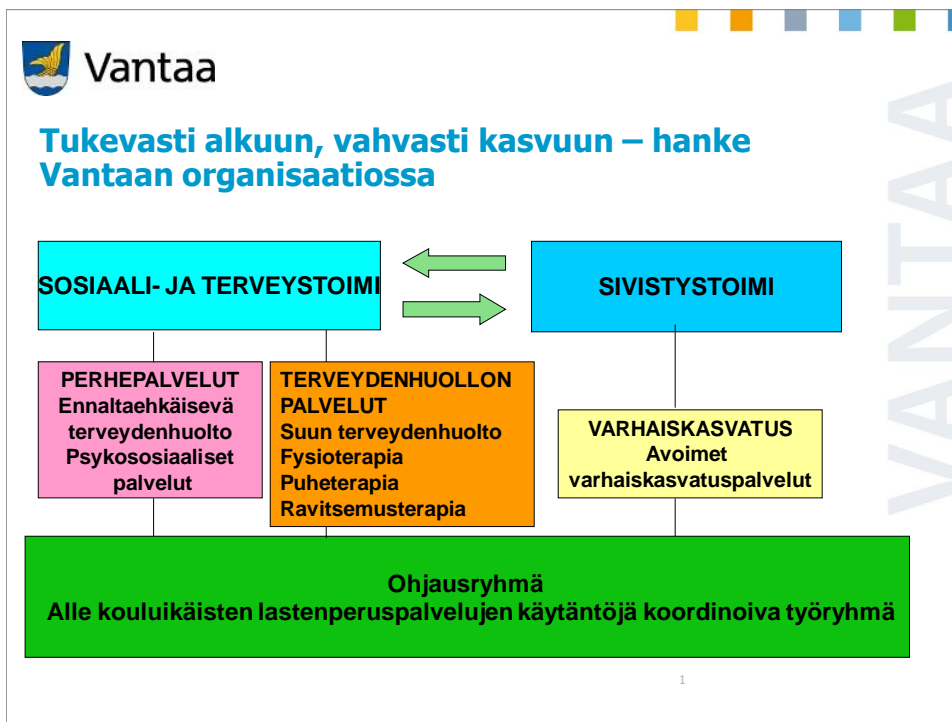 Vantaa
Tukevasti alkuun, vahvasti kasvuun – hanke
Vantaan organisaatiossa
SOSIAALI- JA TERVEYSTOIMI
SIVISTYSTOIMI
PERHEPALVELUT
Ennaltaehkäisevä
terveydenhuolto
Psykososiaaliset
palvelut
TERVEYDENHUOLLON
PALVELUT
Suun terveydenhuolto
Fysioterapia
Puheterapia
Ravitsemusterapia
VARHAISKASVATUS
Avoimet
varhaiskasvatuspalvelut
Ohjausryhmä
Alle kouluikäisten lastenperuspalvelujen käytäntöjä koordinoiva työryhmä
VANTAA
1